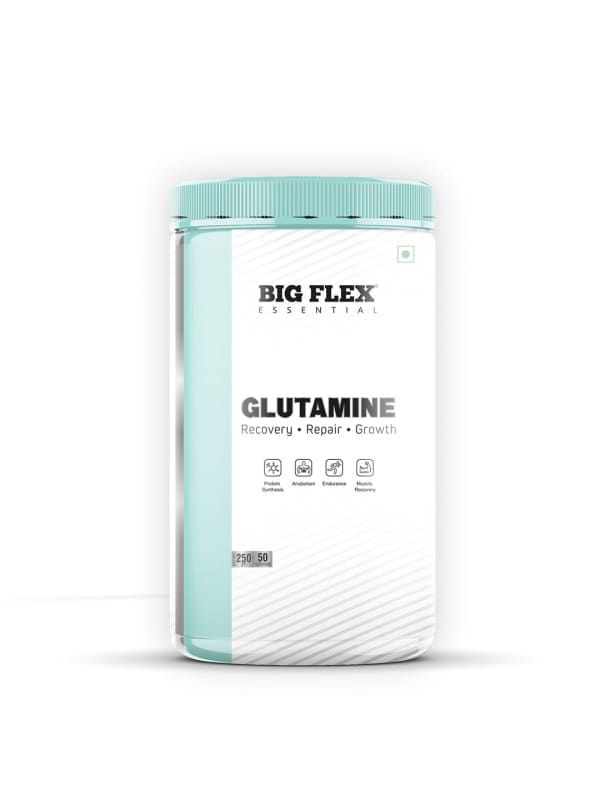 BIG FLEX®
ESSENTIAL
GLUTAMINE
Recovery • Repair • Growth
Protein Synthesis
Anabolism
Endurance
Muscle Recovery
250 50